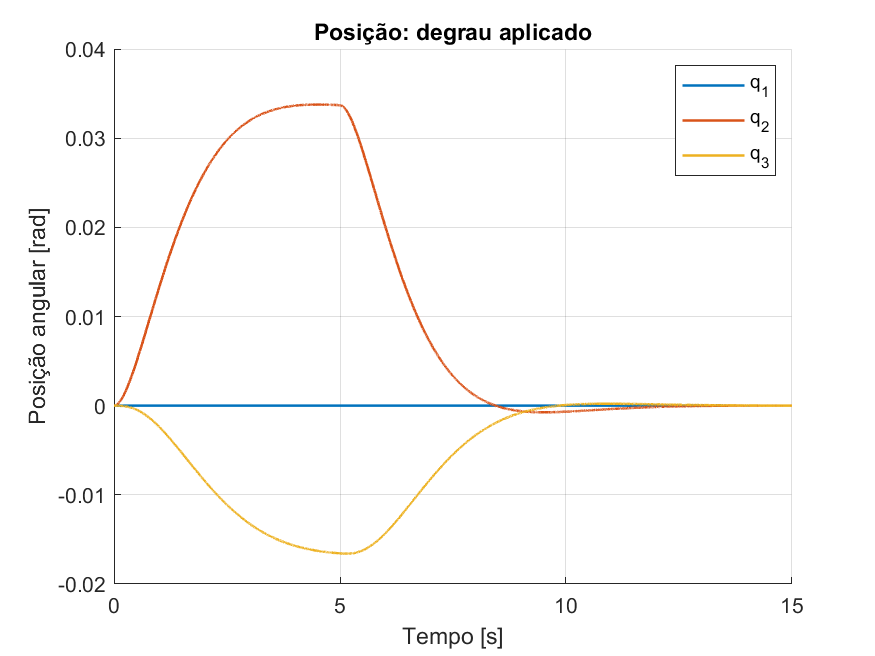 Posição: degrau aplicado
q1
q2
q3
Posição angular [rad]
0.04
0.03
0.02
0.01
0
-0.01
-0.02
0
5
10
15
Tempo [s]